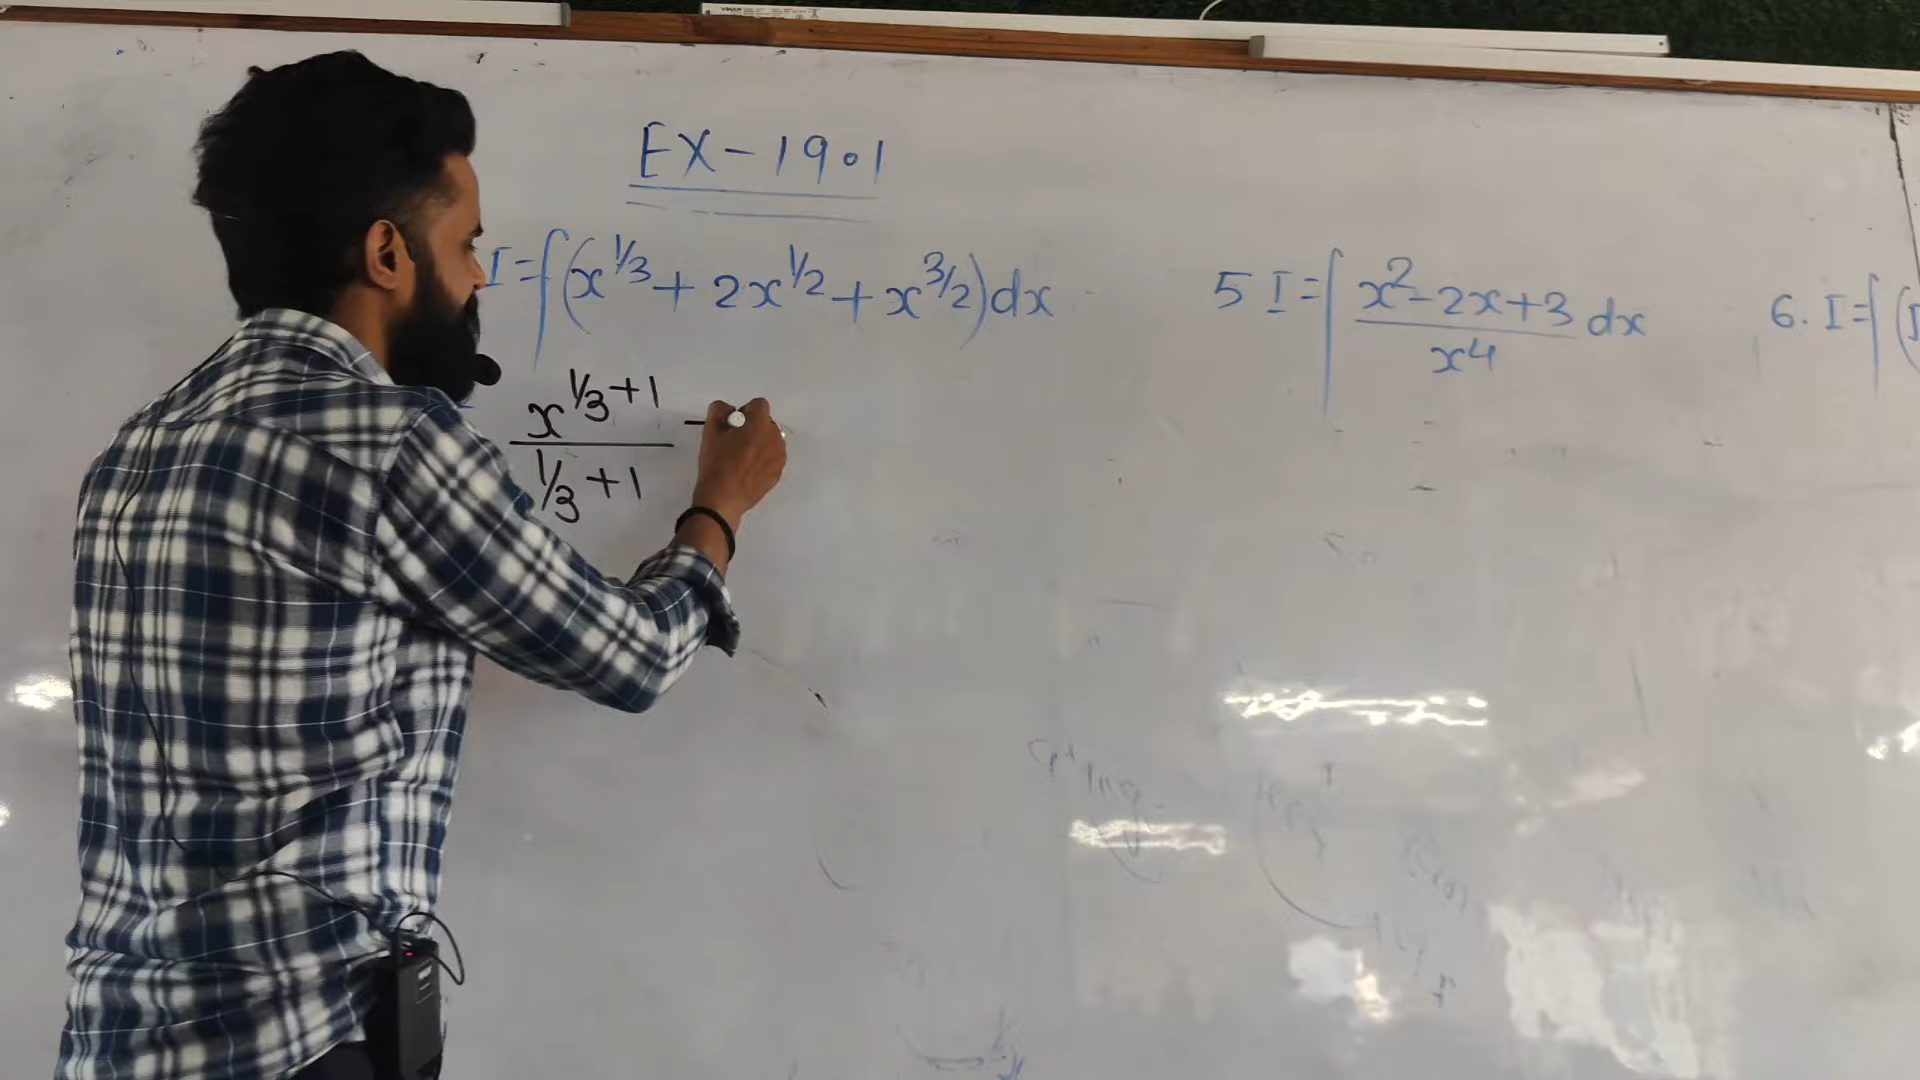 EX-19.1
I=∫(x^1/3 + 2x^1/2 + x^3/2)dx
5 I=∫ x²-2x+3 / x⁴ dx
6. I=∫(
x^1/3+1
1/3+1